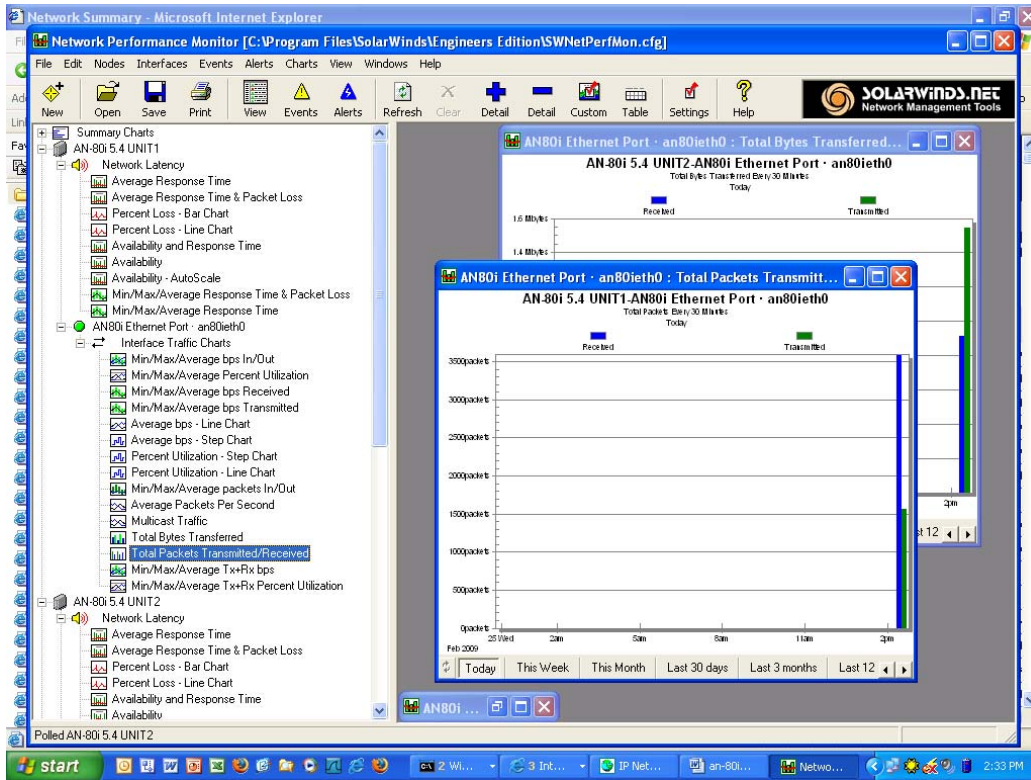 Network Summary - Microsoft Internet Explorer
Network Performance Monitor [C:\Program Files\SolarWinds\Engineers Edition\SWNetPerfMon.cfg]
File Edit Nodes Interfaces Events Alerts Charts View Windows Help
New Open Save Print View Events Alerts Refresh Clear Detail Detail Custom Table Settings Help
SOLARWINDS.NET
Network Management Tools
Summary Charts
AN-80i 5.4 UNIT1
Network Latency
Average Response Time
Average Response Time & Packet Loss
Percent Loss - Bar Chart
Percent Loss - Line Chart
Availability and Response Time
Availability
Availability - AutoScale
Min/Max/Average Response Time & Packet Loss
Min/Max/Average Response Time
AN80i Ethernet Port · an80ieth0
Interface Traffic Charts
Min/Max/Average bps In/Out
Min/Max/Average Percent Utilization
Min/Max/Average bps Received
Min/Max/Average bps Transmitted
Average bps - Line Chart
Average bps - Step Chart
Percent Utilization - Step Chart
Percent Utilization - Line Chart
Min/Max/Average packets In/Out
Average Packets Per Second
Multicast Traffic
Total Bytes Transferred
Total Packets Transmitted/Received
Min/Max/Average Tx+Rx bps
Min/Max/Average Tx+Rx Percent Utilization
AN-80i 5.4 UNIT2
Network Latency
Average Response Time
Average Response Time & Packet Loss
Percent Loss - Bar Chart
Percent Loss - Line Chart
Availability and Response Time
Availability
AN80i Ethernet Port · an80ieth0 : Total Bytes Transferred...
AN-80i 5.4 UNIT2-AN80i Ethernet Port · an80ieth0
Total Bytes Transferred Every 30 Minutes
Today
Received Transmitted
1.6 Mbytes
1.4 Mbytes
2pm
st 12
AN80i Ethernet Port · an80ieth0 : Total Packets Transmitt...
AN-80i 5.4 UNIT1-AN80i Ethernet Port · an80ieth0
Total Packets Every 30 Minutes
Today
Received Transmitted
3500packets
3000packets
2500packets
2000packets
1500packets
1000packets
500packets
0packets
25 Wed 2am 5am 8am 11am 2pm
Feb 2009
Today This Week This Month Last 30 days Last 3 months Last 12
AN80i ...
Polled AN-80i 5.4 UNIT2
start 2 Wi... 3 Int... IP Net... an-80i... Netwo... 2:33 PM